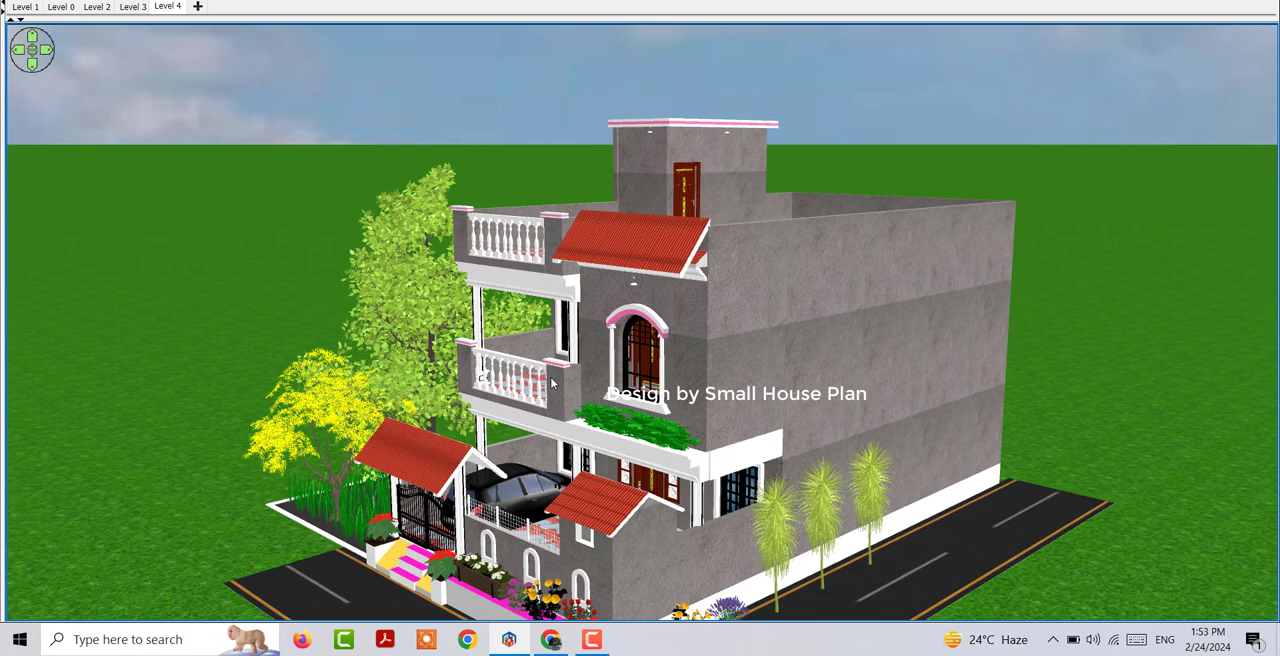 Level 1 Level 0 Level 2 Level 3 Level 4
Design by Small House Plan
Type here to search
24°C Haze
ENG
1:53 PM
2/24/2024
1